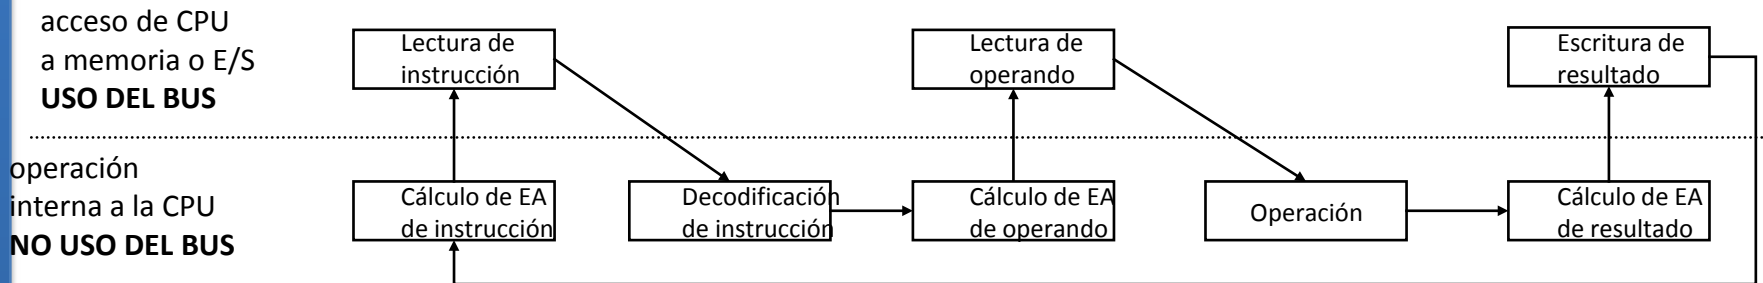 acceso de CPU
a memoria o E/S
USO DEL BUS
Lectura de
instrucción
Lectura de
operando
Escritura de
resultado
operación
interna a la CPU
NO USO DEL BUS
Cálculo de EA
de instrucción
Decodificación
de instrucción
Cálculo de EA
de operando
Operación
Cálculo de EA
de resultado